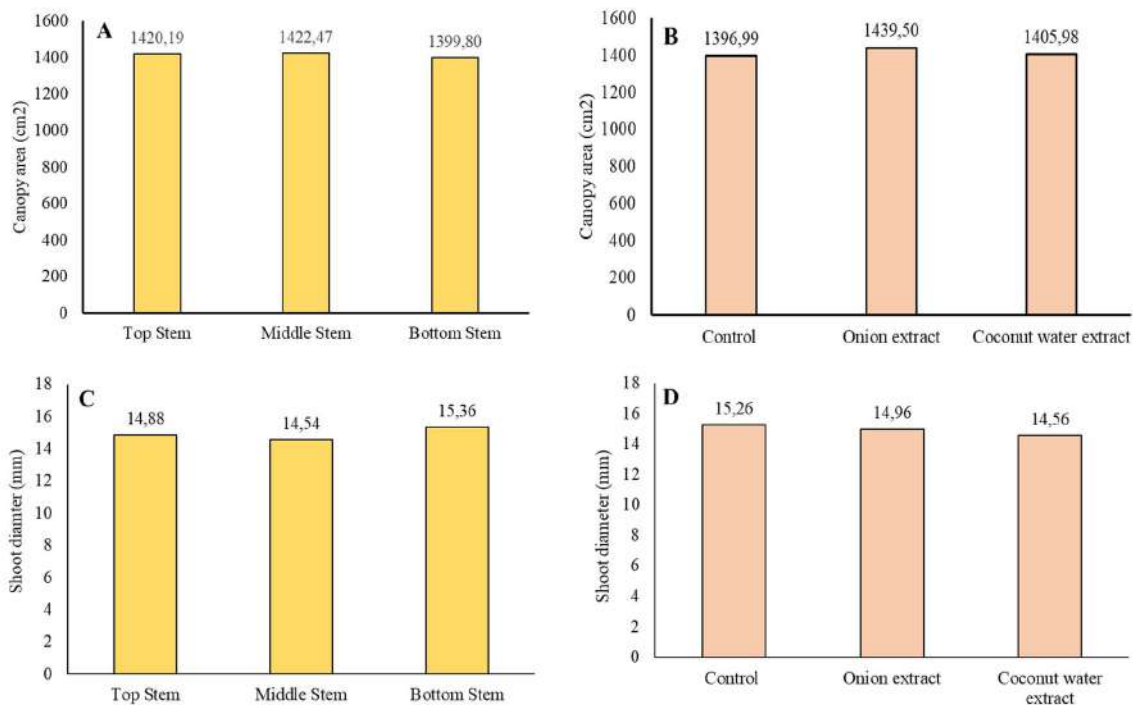 A
Canopy area (cm2)
1600
1400
1200
1000
800
600
400
200
0
1420,19
1422,47
1399,80
Top Stem
Middle Stem
Bottom Stem
B
Canopy area (cm2)
1600
1400
1200
1000
800
600
400
200
0
1396,99
1439,50
1405,98
Control
Onion extract
Coconut water extract
C
Shoot diamter (mm)
18
16
14
12
10
8
6
4
2
0
14,88
14,54
15,36
Top Stem
Middle Stem
Bottom Stem
D
Shoot diameter (mm)
18
16
14
12
10
8
6
4
2
0
15,26
14,96
14,56
Control
Onion extract
Coconut water
extract